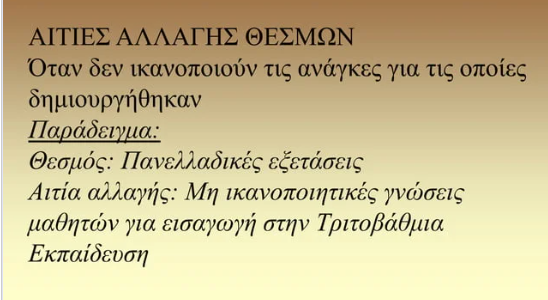 ΑΙΤΙΕΣ ΑΛΛΑΓΗΣ ΘΕΣΜΩΝ
Όταν δεν ικανοποιούν τις ανάγκες για τις οποίες
δημιουργήθηκαν
Παράδειγμα:
Θεσμός: Πανελλαδικές εξετάσεις
Αιτία αλλαγής: Μη ικανοποιητικές γνώσεις
μαθητών για εισαγωγή στην Τριτοβάθμια
Εκπαίδευση